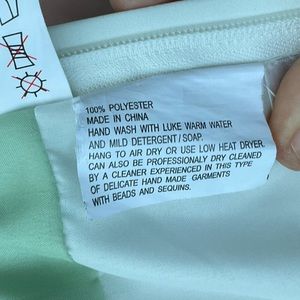 100% POLYESTER
MADE IN CHINA
HAND WASH WITH LUKE WARM WATER
AND MILD DETERGENT / SOAP.
HANG TO AIR DRY OR USE LOW HEAT DRYER.
CAN ALSO BE PROFESSIONALY DRY CLEANED
BY A CLEANER EXPERIENCED IN THIS TYPE
OF DELICATE HAND MADE GARMENTS
WITH BEADS AND SEQUINS.